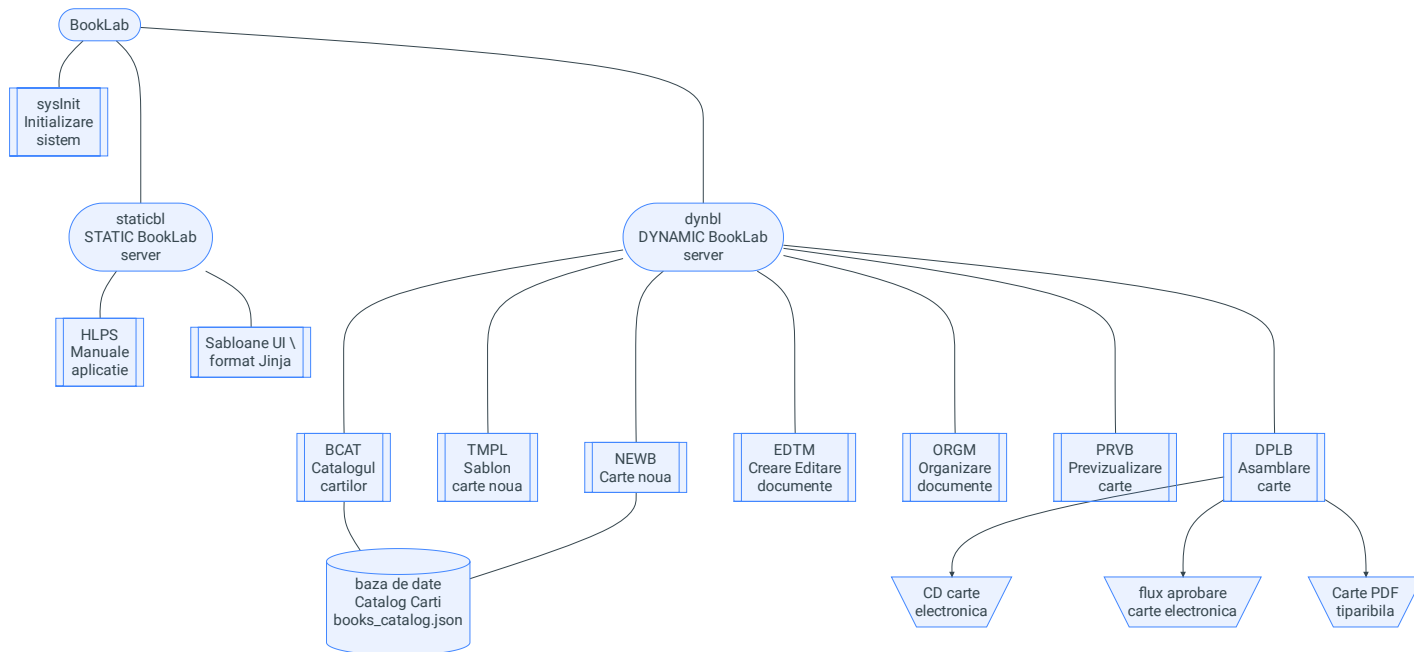 BookLab
sysInit
Initializare
sistem
staticbl
STATIC BookLab
server
dynbl
DYNAMIC BookLab
server
HLPS
Manuale
aplicatie
Sabloane UI \
format Jinja
BCAT
Catalogul
cartilor
TMPL
Sablon
carte noua
NEWB
Carte noua
EDTM
Creare Editare
documente
ORGM
Organizare
documente
PRVB
Previzualizare
carte
DPLB
Asamblare
carte
baza de date
Catalog Carti
books_catalog.json
CD carte
electronica
flux aprobare
carte electronica
Carte PDF
tiparibila